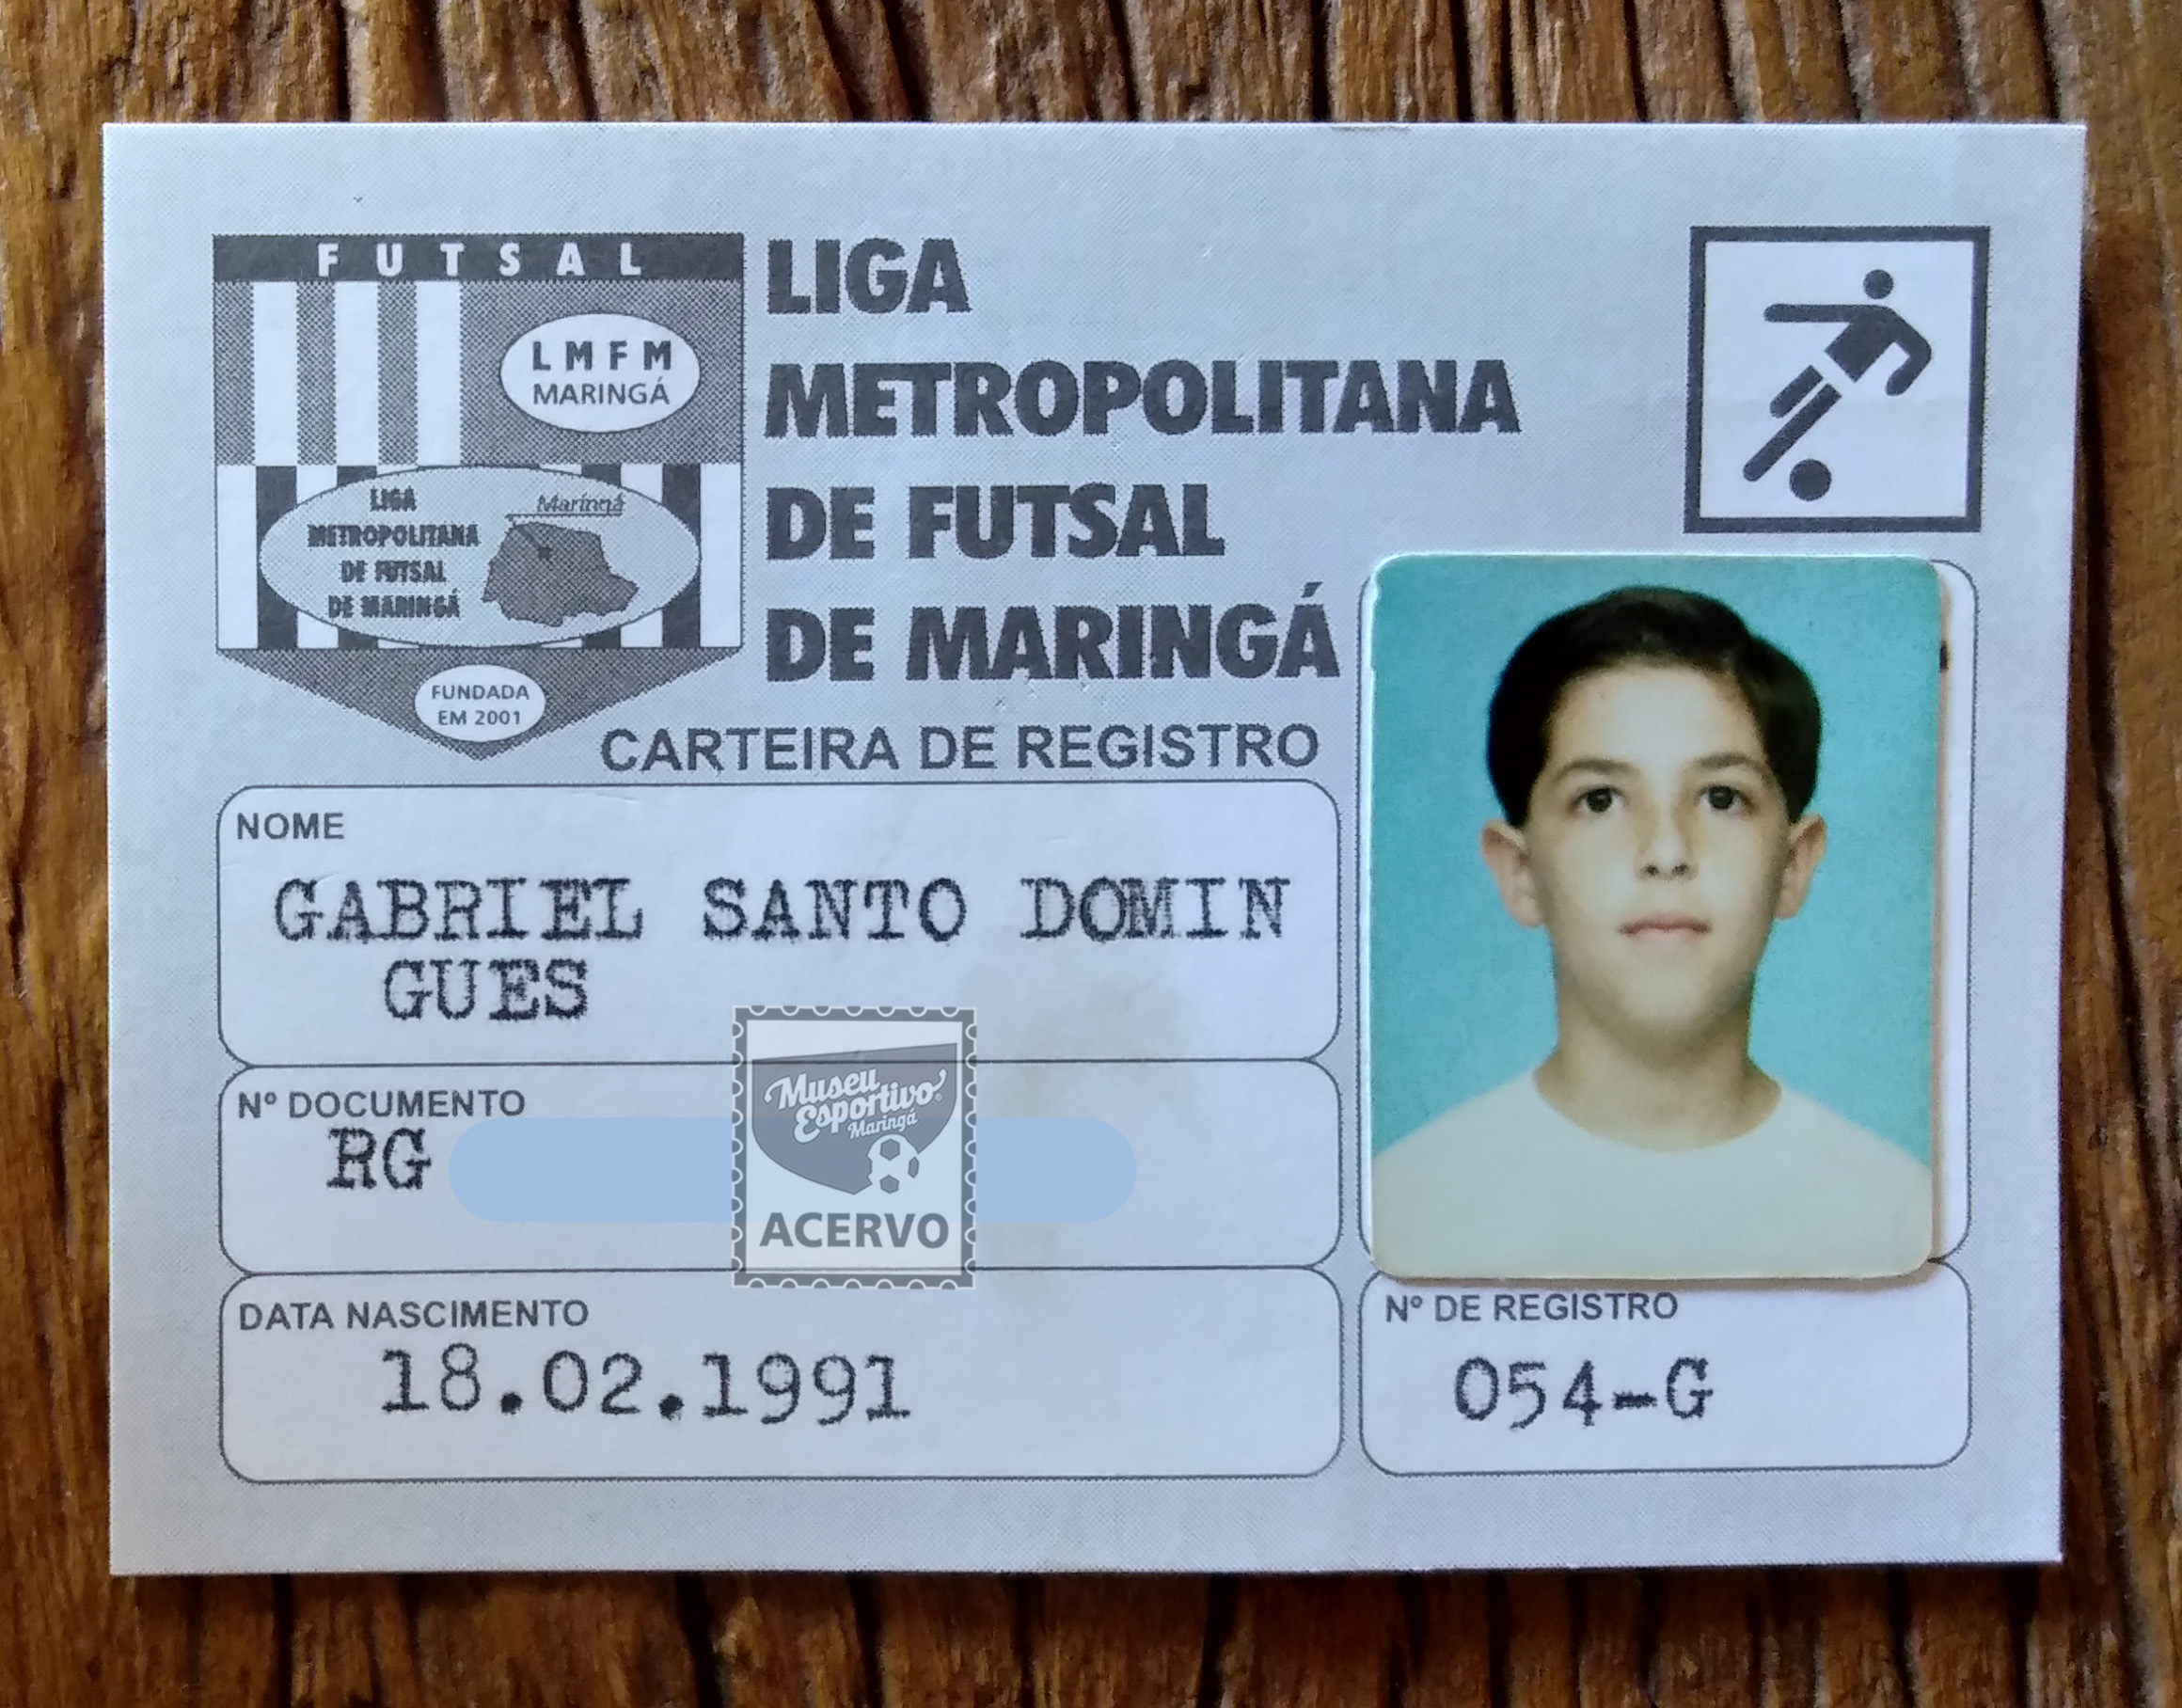 FUTSAL
LMFM
MARINGÁ
LIGA
METROPOLITANA
DE FUTSAL
DE MARINGÁ
Maringá
FUNDADA
EM 2001
LIGA
METROPOLITANA
DE FUTSAL
DE MARINGÁ
CARTEIRA DE REGISTRO
NOME
GABRIEL SANTO DOMIN
GUES
Nº DOCUMENTO
RG
Museu
Esportivo
Maringá
ACERVO
DATA NASCIMENTO
18.02.1991
Nº DE REGISTRO
054-G